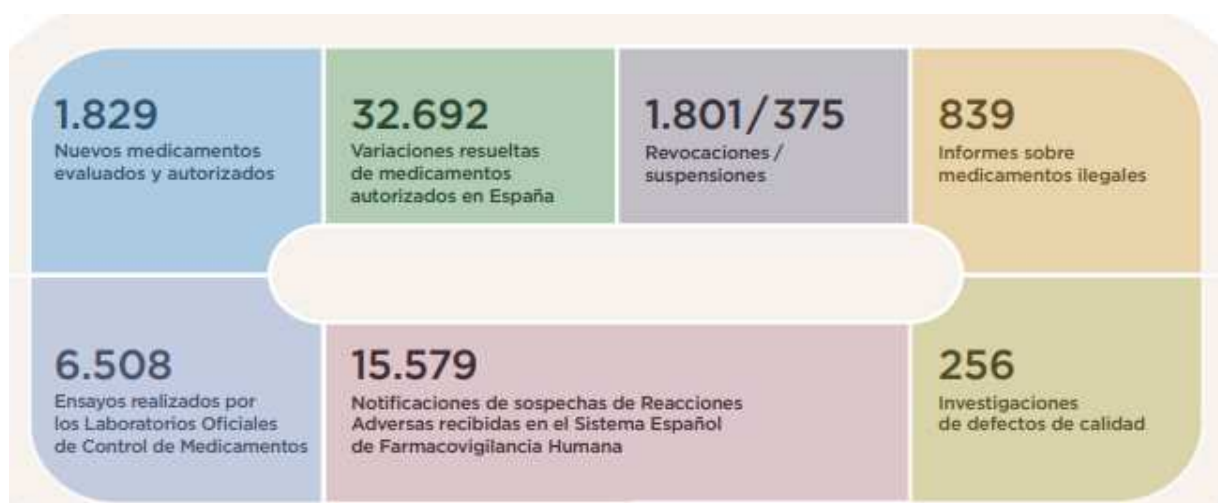 1.829
Nuevos medicamentos
evaluados y autorizados
32.692
Variaciones resueltas
de medicamentos
autorizados en España
1.801/375
Revocaciones /
suspensiones
839
Informes sobre
medicamentos ilegales
6.508
Ensayos realizados por
los Laboratorios Oficiales
de Control de Medicamentos
15.579
Notificaciones de sospechas de Reacciones
Adversas recibidas en el Sistema Español
de Farmacovigilancia Humana
256
Investigaciones
de defectos de calidad